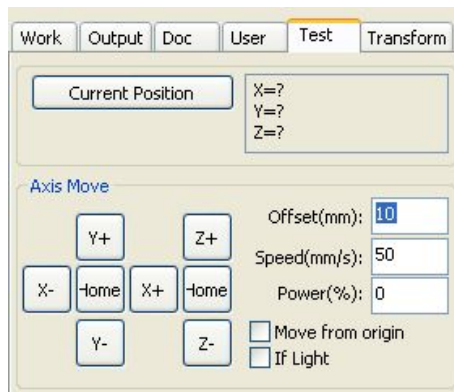 Work Output Doc User Test Transform
Current Position
X=?
Y=?
Z=?
Axis Move
Offset(mm): 10
Y+ Z+
Speed(mm/s): 50
X- Home X+ Home
Power(%): 0
Move from origin
Y- Z-
If Light